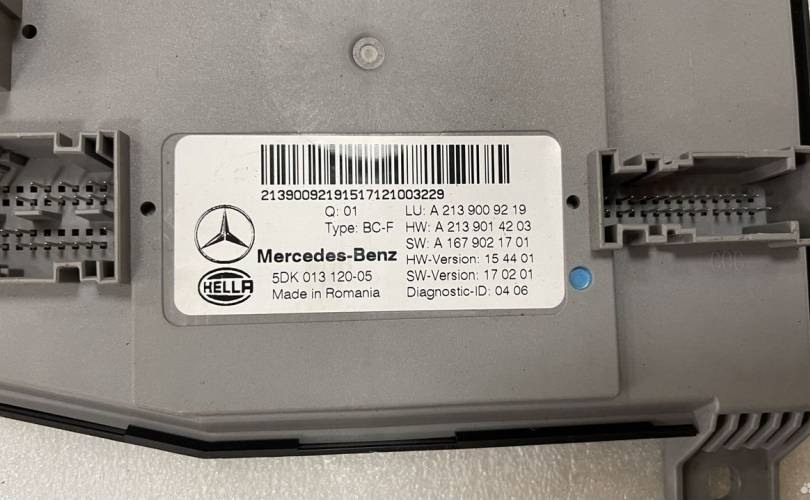 21390092191517121003229
Q: 01
LU: A 213 900 92 19
Type: BC-F
HW: A 213 901 42 03
SW: A 167 902 17 01
Mercedes-Benz
HW-Version: 15 44 01
HELLA
5DK 013 120-05
SW-Version: 17 02 01
Made in Romania
Diagnostic-ID: 04 06